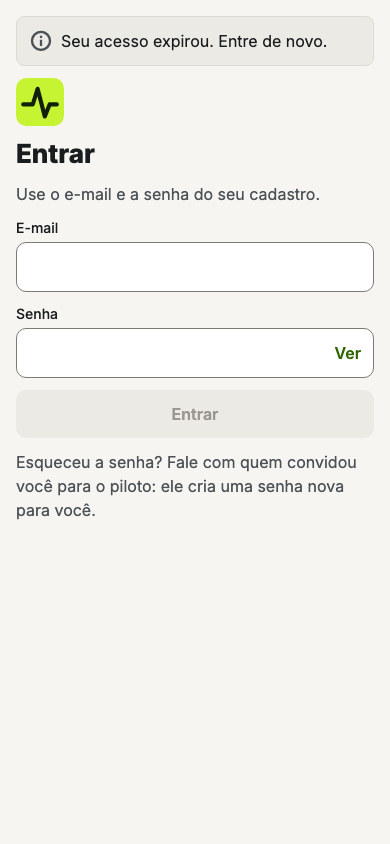 Seu acesso expirou. Entre de novo.
Entrar
Use o e-mail e a senha do seu cadastro.
E-mail
Senha
Ver
Entrar
Esqueceu a senha? Fale com quem convidou
você para o piloto: ele cria uma senha nova
para você.